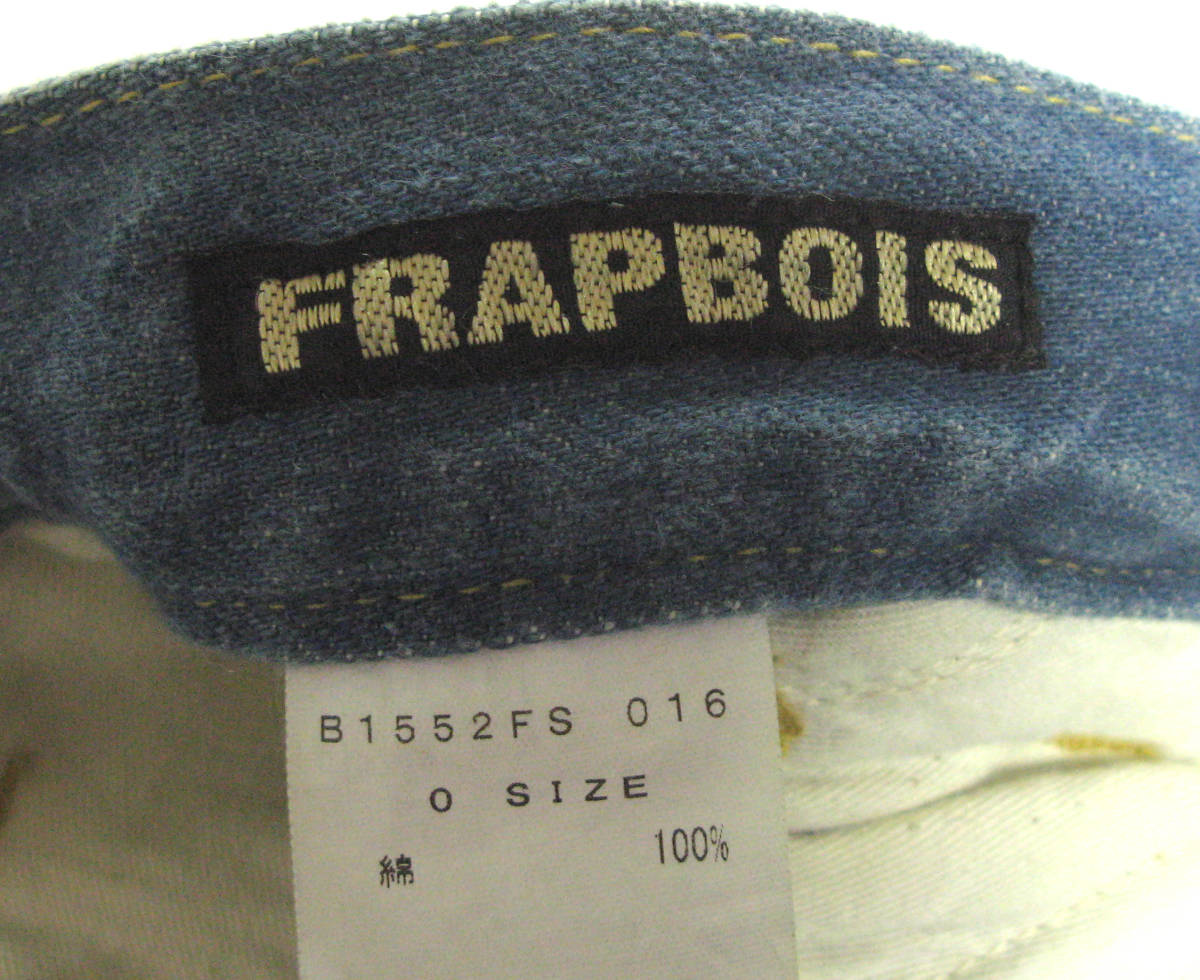 FRAPBOIS
B1552FS 016
0 SIZE
綿 100%